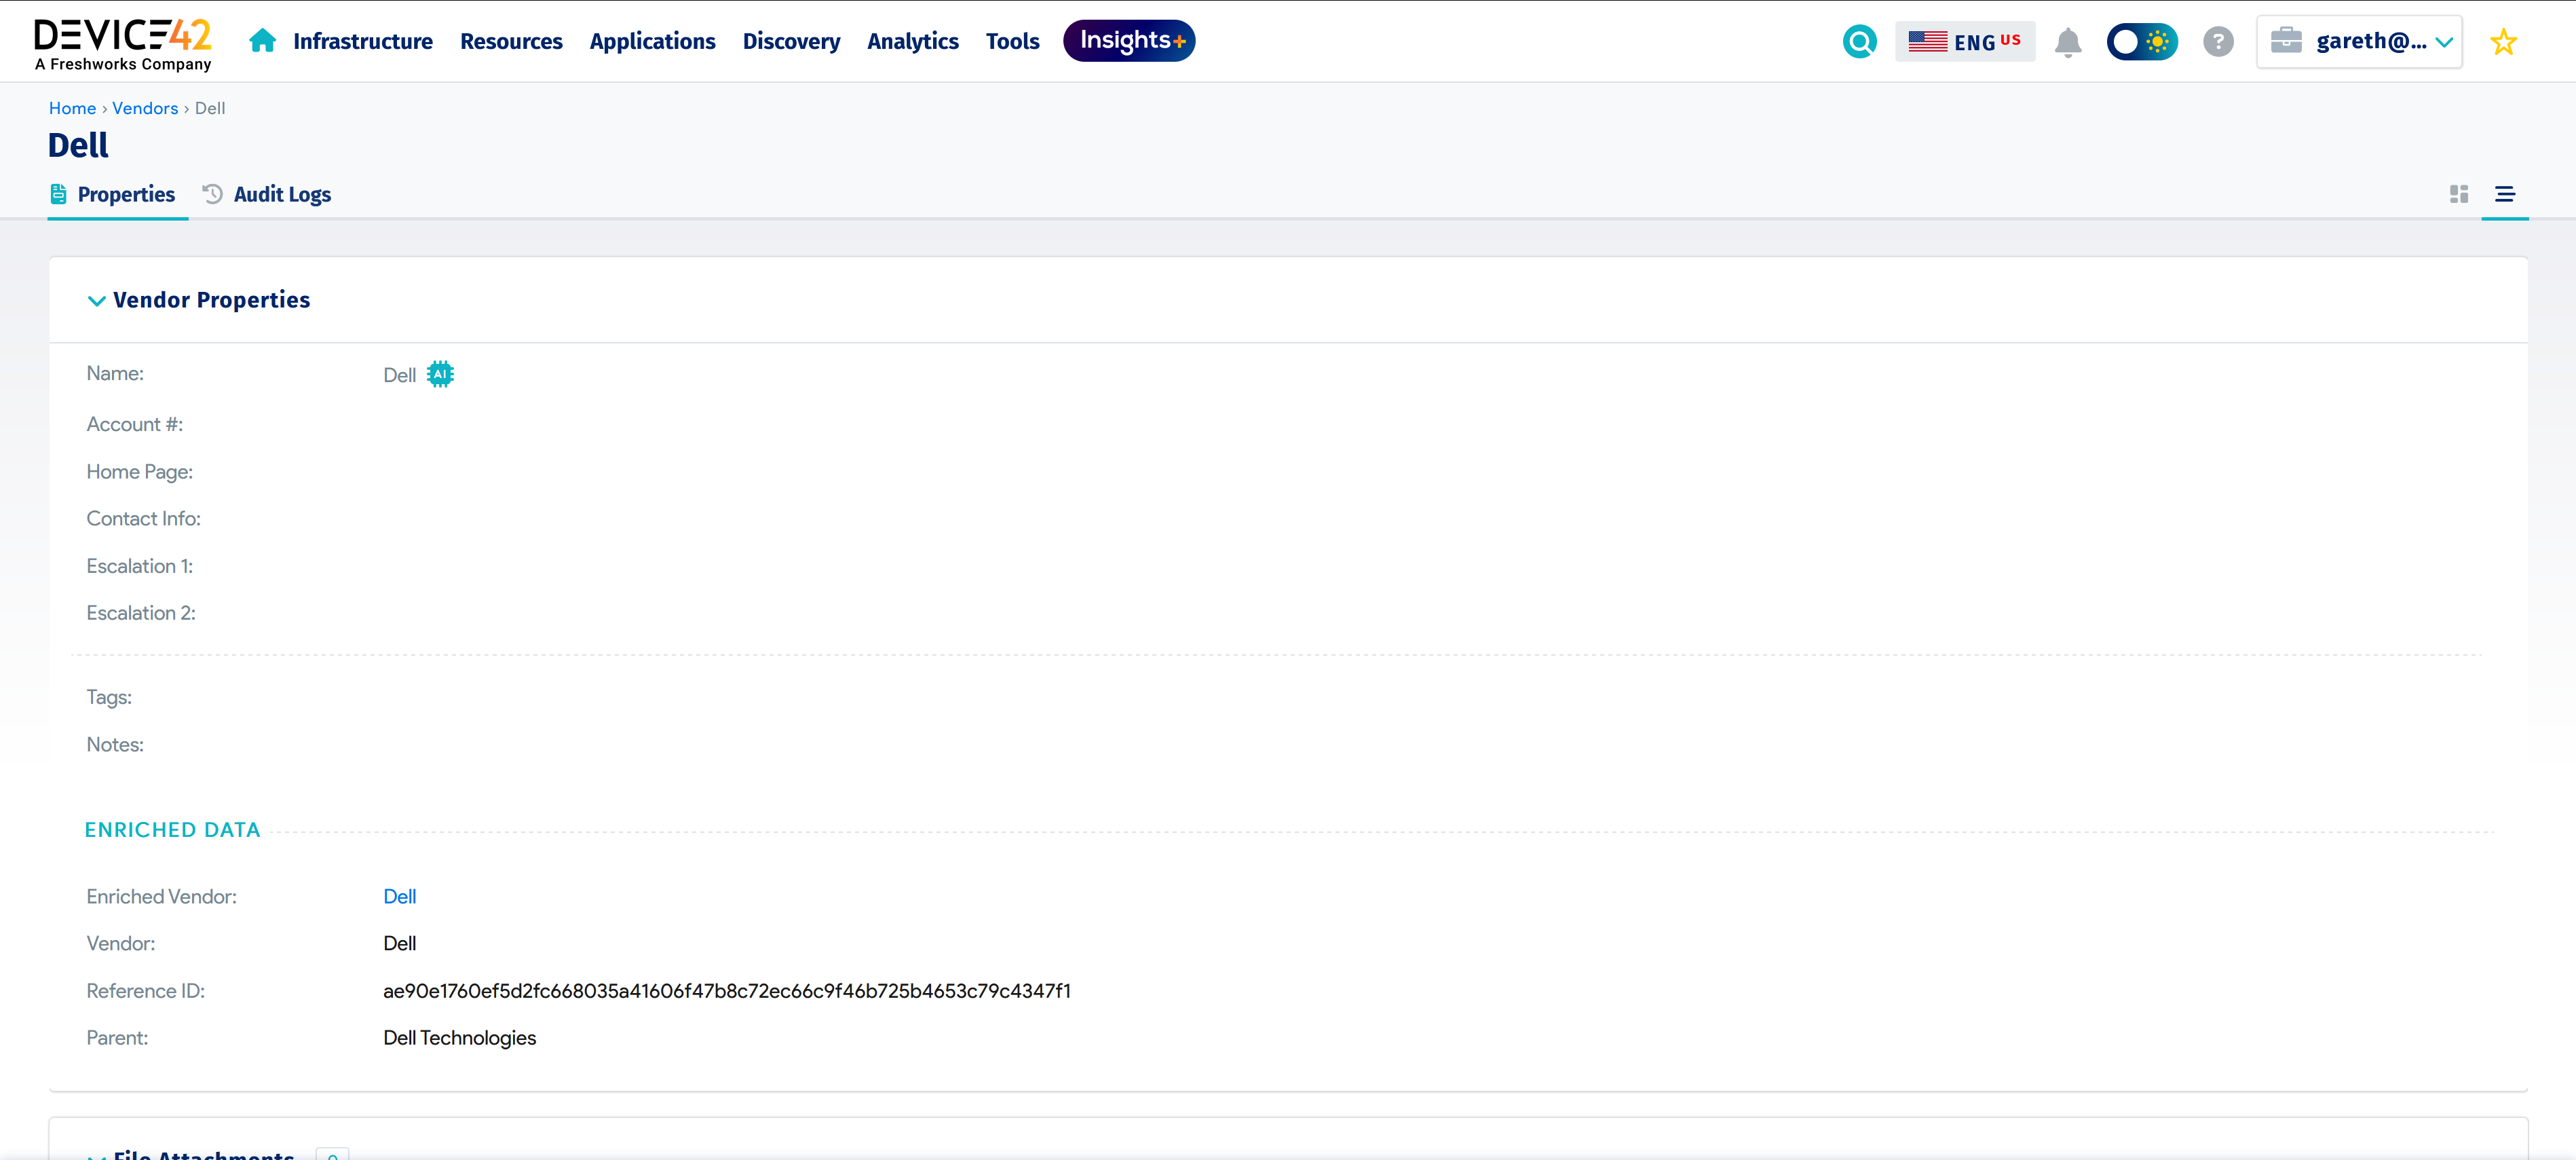 DEVICE42
A Freshworks Company
Infrastructure Resources Applications Discovery Analytics Tools Insights+
ENG US
?
gareth@...
Home › Vendors › Dell
Dell
Properties Audit Logs
Vendor Properties
Name: Dell AI
Account #:
Home Page:
Contact Info:
Escalation 1:
Escalation 2:
Tags:
Notes:
ENRICHED DATA
Enriched Vendor: Dell
Vendor: Dell
Reference ID: ae90e1760ef5d2fc668035a41606f47b8c72ec66c9f46b725b4653c79c4347f1
Parent: Dell Technologies
File Attachments